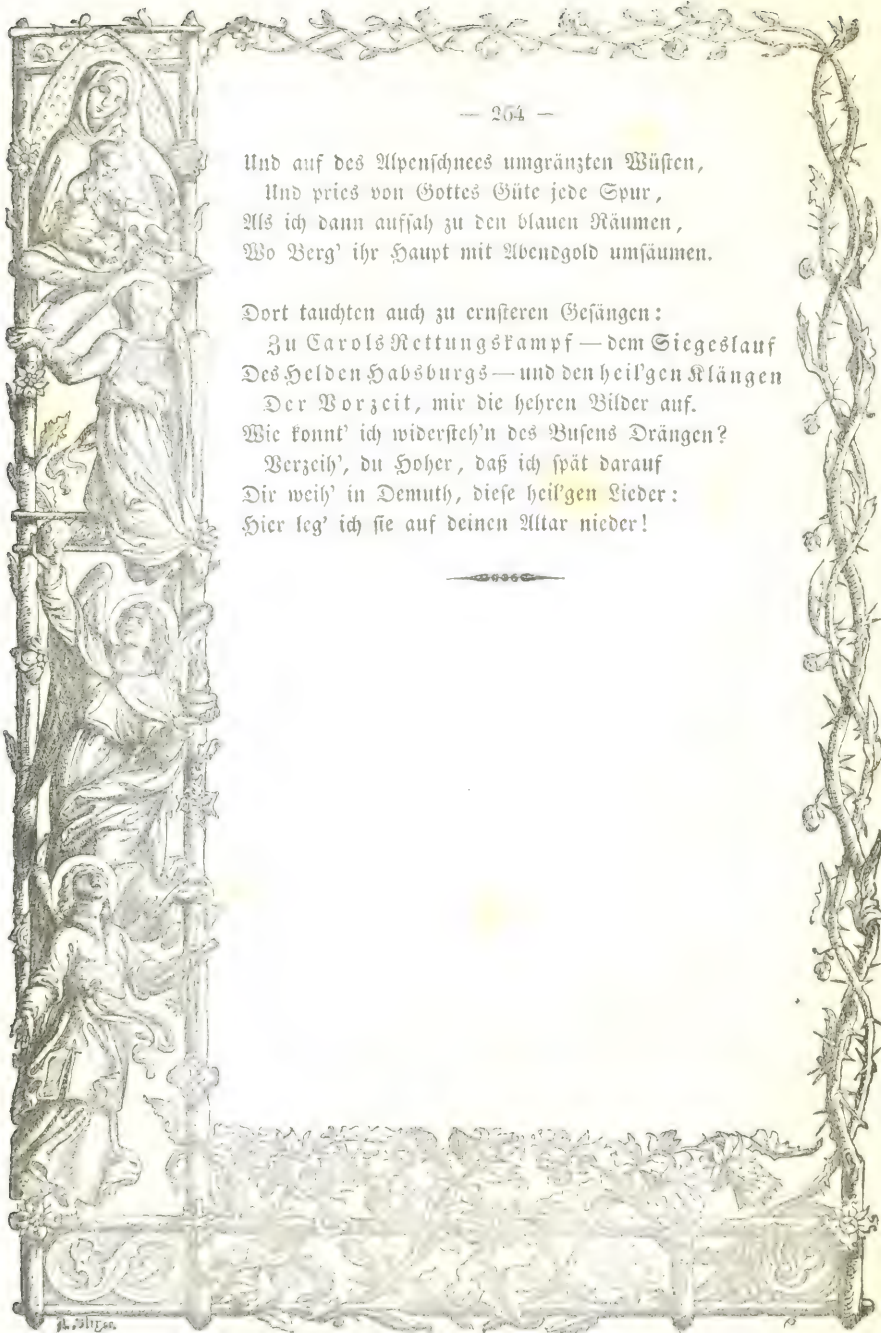 — 264 —
Und auf des Alpenschnees umgränzten Wüsten,
Und pries von Gottes Güte jede Spur,
Als ich dann aufsah zu den blauen Räumen,
Wo Berg' ihr Haupt mit Abendgold umsäumen.
Dort tauchten auch zu ernsteren Gesängen:
Zu Carols Rettungskampf — dem Siegeslauf
Des Helden Habsburgs — und den heil'gen Klängen
Der Vorzeit, mir die hehren Bilder auf.
Wie konnt' ich widersteh'n des Busens Drängen?
Verzeih', du Hoher, daß ich spät darauf
Dir weih' in Demuth, diese heil'gen Lieder:
Hier leg' ich sie auf deinen Altar nieder!